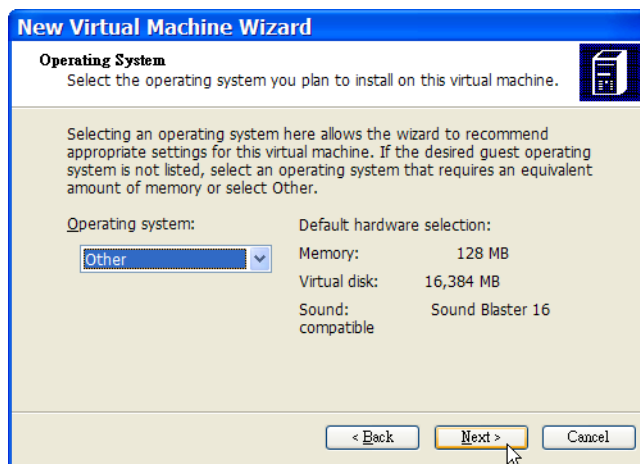 New Virtual Machine Wizard
Operating System
Select the operating system you plan to install on this virtual machine.
Selecting an operating system here allows the wizard to recommend
appropriate settings for this virtual machine. If the desired guest operating
system is not listed, select an operating system that requires an equivalent
amount of memory or select Other.
Operating system: Default hardware selection:
Other Memory: 128 MB
Virtual disk: 16,384 MB
Sound: Sound Blaster 16
compatible
< Back Next > Cancel